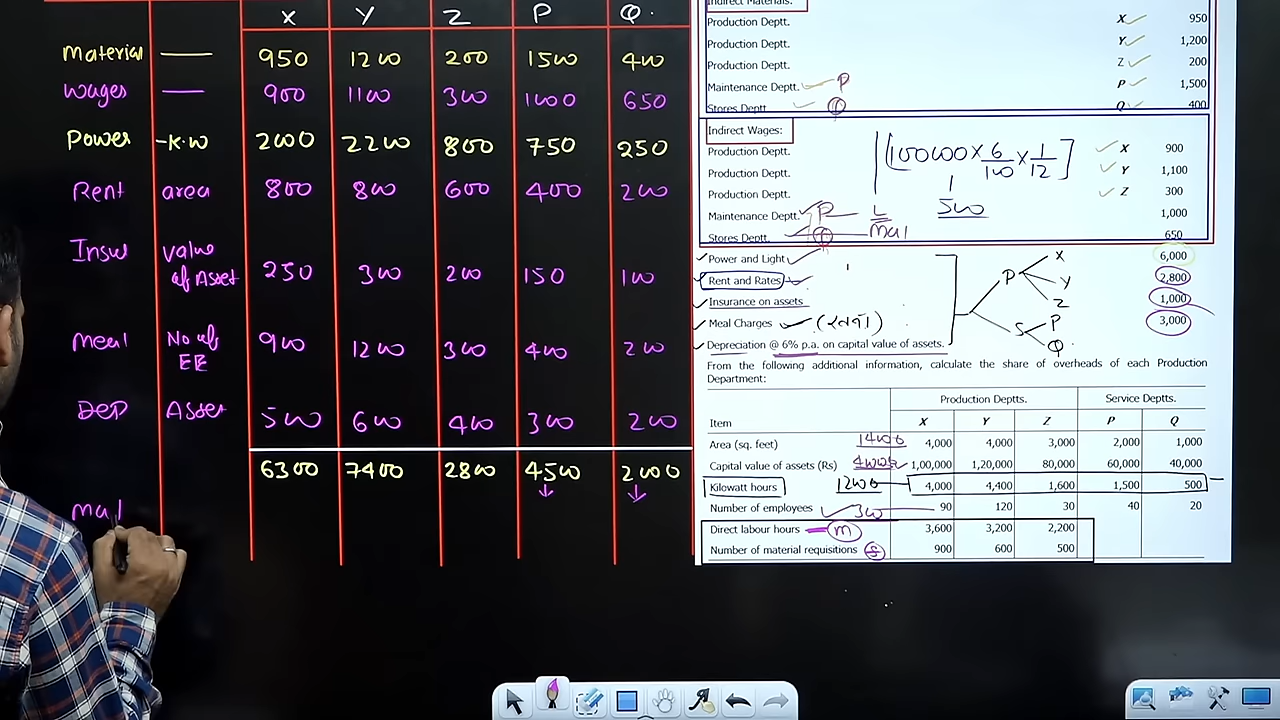 X Y Z P Q.
Material — 950 1200 200 1500 400
Wages — 900 1100 300 1000 650
Power -K.W 2000 2200 800 750 250
Rent area 800 800 600 400 200
Insu value of Asset 250 300 200 150 100
Meal No of EE 900 1200 300 400 200
DEP Asset 500 600 400 300 200
6300 7400 2800 4500 2000
mai
Indirect Materials:
Production Deptt. X 950
Production Deptt. Y 1,200
Production Deptt. Z 200
Maintenance Deptt. P P 1,500
Stores Deptt Q Q 400
Indirect Wages:
Production Deptt. X 900
Production Deptt. Y 1,100
Production Deptt. Z 300
Maintenance Deptt. P 1,000
Stores Deptt. 650
[100000 × 6/100 × 1/12]
500
Power and Light 6,000
Rent and Rates 2,800
Insurance on assets 1,000
Meal Charges 3,000
Depreciation @ 6% p.a. on capital value of assets.
P X Y Z
S P Q
From the following additional information, calculate the share of overheads of each Production
Department:
Production Deptts. Service Deptts.
Item X Y Z P Q
Area (sq. feet) 14000 4,000 4,000 3,000 2,000 1,000
Capital value of assets (Rs) 1,00,000 1,20,000 80,000 60,000 40,000
Kilowatt hours 12000 4,000 4,400 1,600 1,500 500
Number of employees 300 90 120 30 40 20
Direct labour hours m 3,600 3,200 2,200
Number of material requisitions S 900 600 500